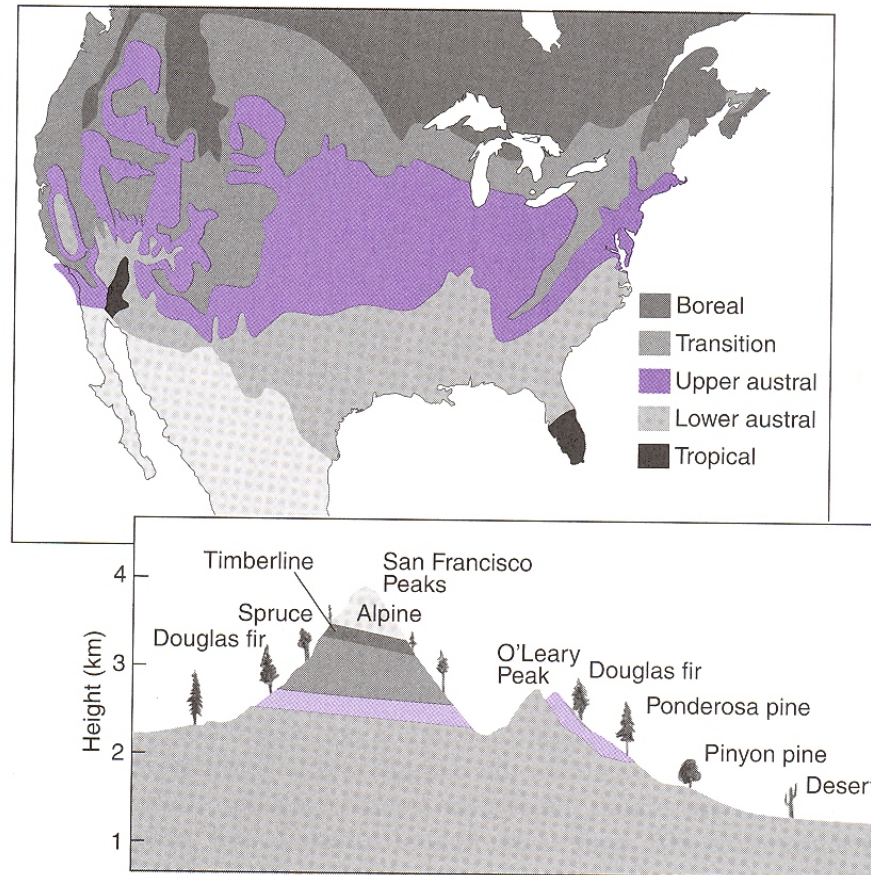 Boreal
Transition
Upper austral
Lower austral
Tropical
4
3
2
1
Height (km)
Timberline
San Francisco
Peaks
Spruce
Alpine
Douglas fir
O'Leary
Peak
Douglas fir
Ponderosa pine
Pinyon pine
Desert